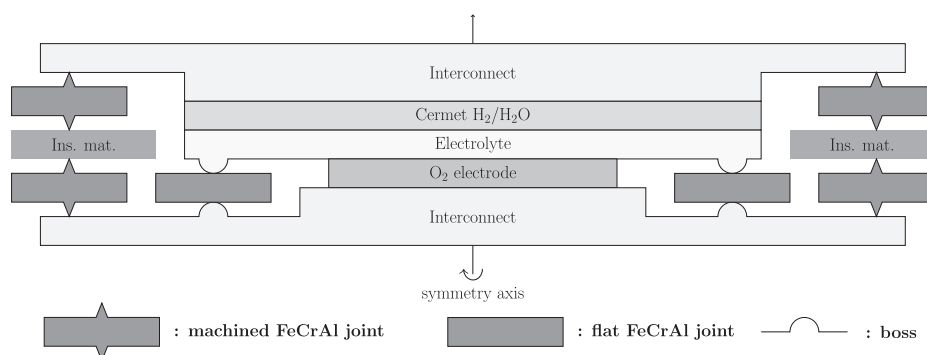 Interconnect
Cermet H₂/H₂O
Ins. mat.
Electrolyte
Ins. mat.
O₂ electrode
Interconnect
symmetry axis
: machined FeCrAl joint
: flat FeCrAl joint
: boss